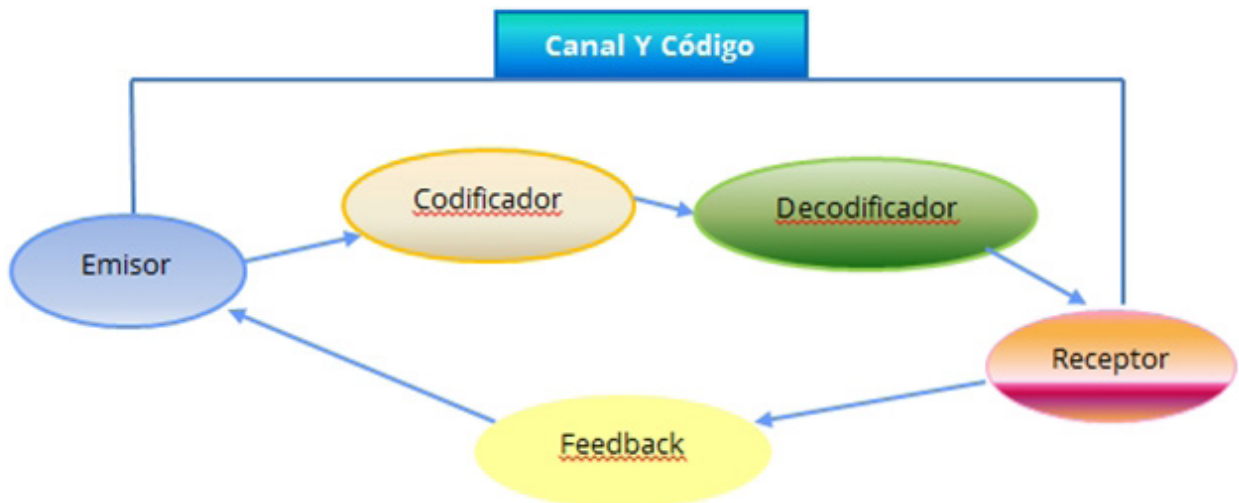 Canal Y Código
Codificador
Decodificador
Emisor
Receptor
Feedback